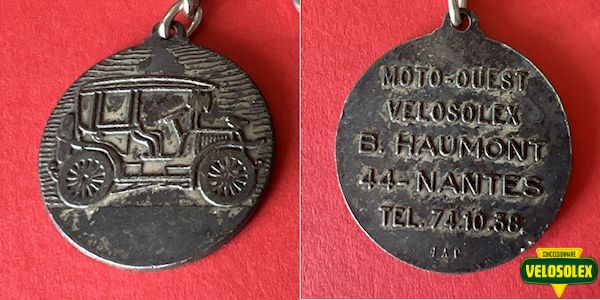 MOTO-OUEST
VELOSOLEX
B. HAUMONT
44-NANTES
TEL.74.10.38
CONCESSIONNAIRE
VELOSOLEX